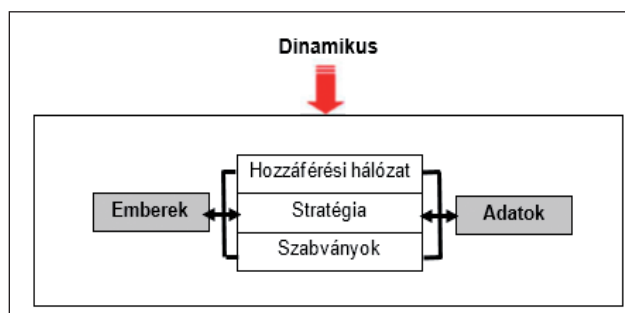 Dinamikus
Hozzáférési hálózat
Emberek
Stratégia
Adatok
Szabványok